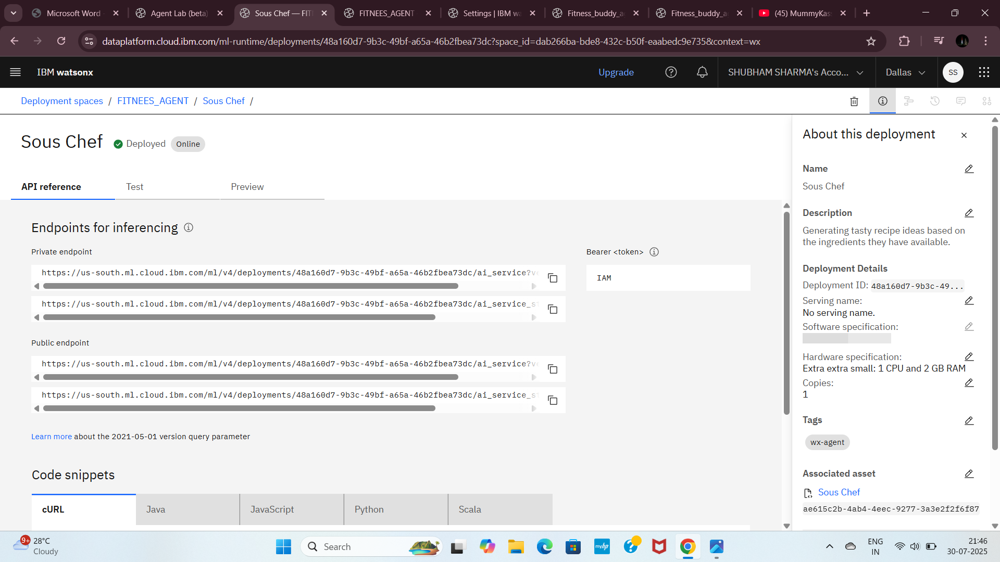 Microsoft Word
Agent Lab (beta)
Sous Chef — FIT
FITNEES_AGENT
Settings | IBM wa
Fitness_buddy_a
Fitness_buddy_a
(45) MummyKas
dataplatform.cloud.ibm.com/ml-runtime/deployments/48a160d7-9b3c-49bf-a65a-46b2fbea73dc?space_id=dab266ba-bde8-432c-b50f-eaabedc9e735&context=wx
IBM watsonx
Upgrade
SHUBHAM SHARMA's Acco...
Dallas
SS
Deployment spaces / FITNEES_AGENT / Sous Chef /
Sous Chef
Deployed
Online
API reference
Test
Preview
Endpoints for inferencing
Private endpoint
https://us-south.ml.cloud.ibm.com/ml/v4/deployments/48a160d7-9b3c-49bf-a65a-46b2fbea73dc/ai_service?ve
https://us-south.ml.cloud.ibm.com/ml/v4/deployments/48a160d7-9b3c-49bf-a65a-46b2fbea73dc/ai_service_st
Bearer <token>
IAM
Public endpoint
https://us-south.ml.cloud.ibm.com/ml/v4/deployments/48a160d7-9b3c-49bf-a65a-46b2fbea73dc/ai_service?ve
https://us-south.ml.cloud.ibm.com/ml/v4/deployments/48a160d7-9b3c-49bf-a65a-46b2fbea73dc/ai_service_st
Learn more about the 2021-05-01 version query parameter
Code snippets
cURL
Java
JavaScript
Python
Scala
About this deployment
Name
Sous Chef
Description
Generating tasty recipe ideas based on
the ingredients they have available.
Deployment Details
Deployment ID: 48a160d7-9b3c-49...
Serving name:
No serving name.
Software specification:
Hardware specification:
Extra extra small: 1 CPU and 2 GB RAM
Copies:
1
Tags
wx-agent
Associated asset
Sous Chef
ae615c2b-4ab4-4eec-9277-3a3e2f2f6f87
9+
28°C
Cloudy
Search
myhp
ENG
IN
21:46
30-07-2025